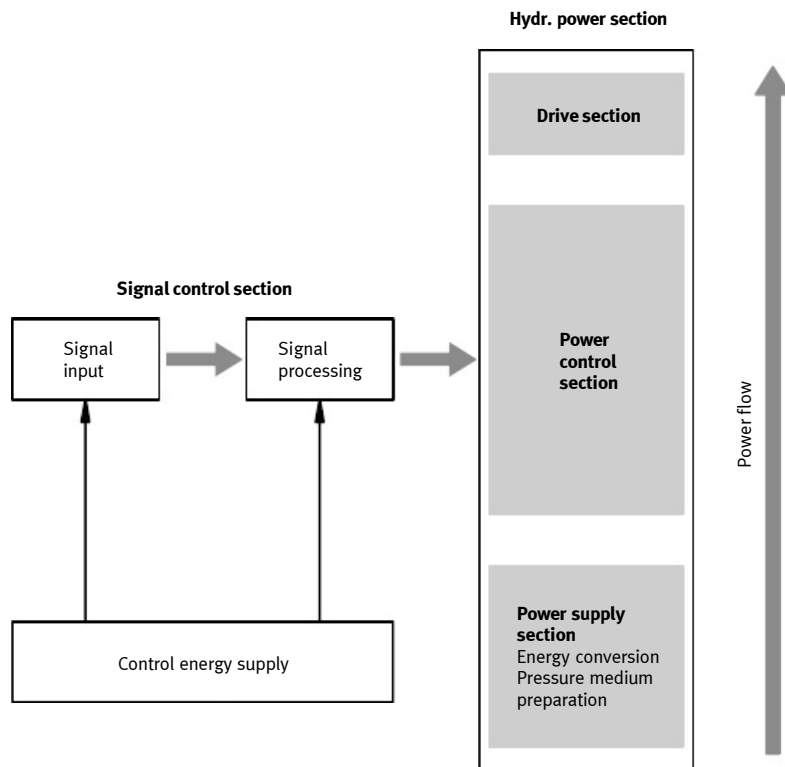 Hydr. power section
Drive section
Signal control section
Signal
input
Signal
processing
Power
control
section
Power flow
Control energy supply
Power supply
section
Energy conversion
Pressure medium
preparation